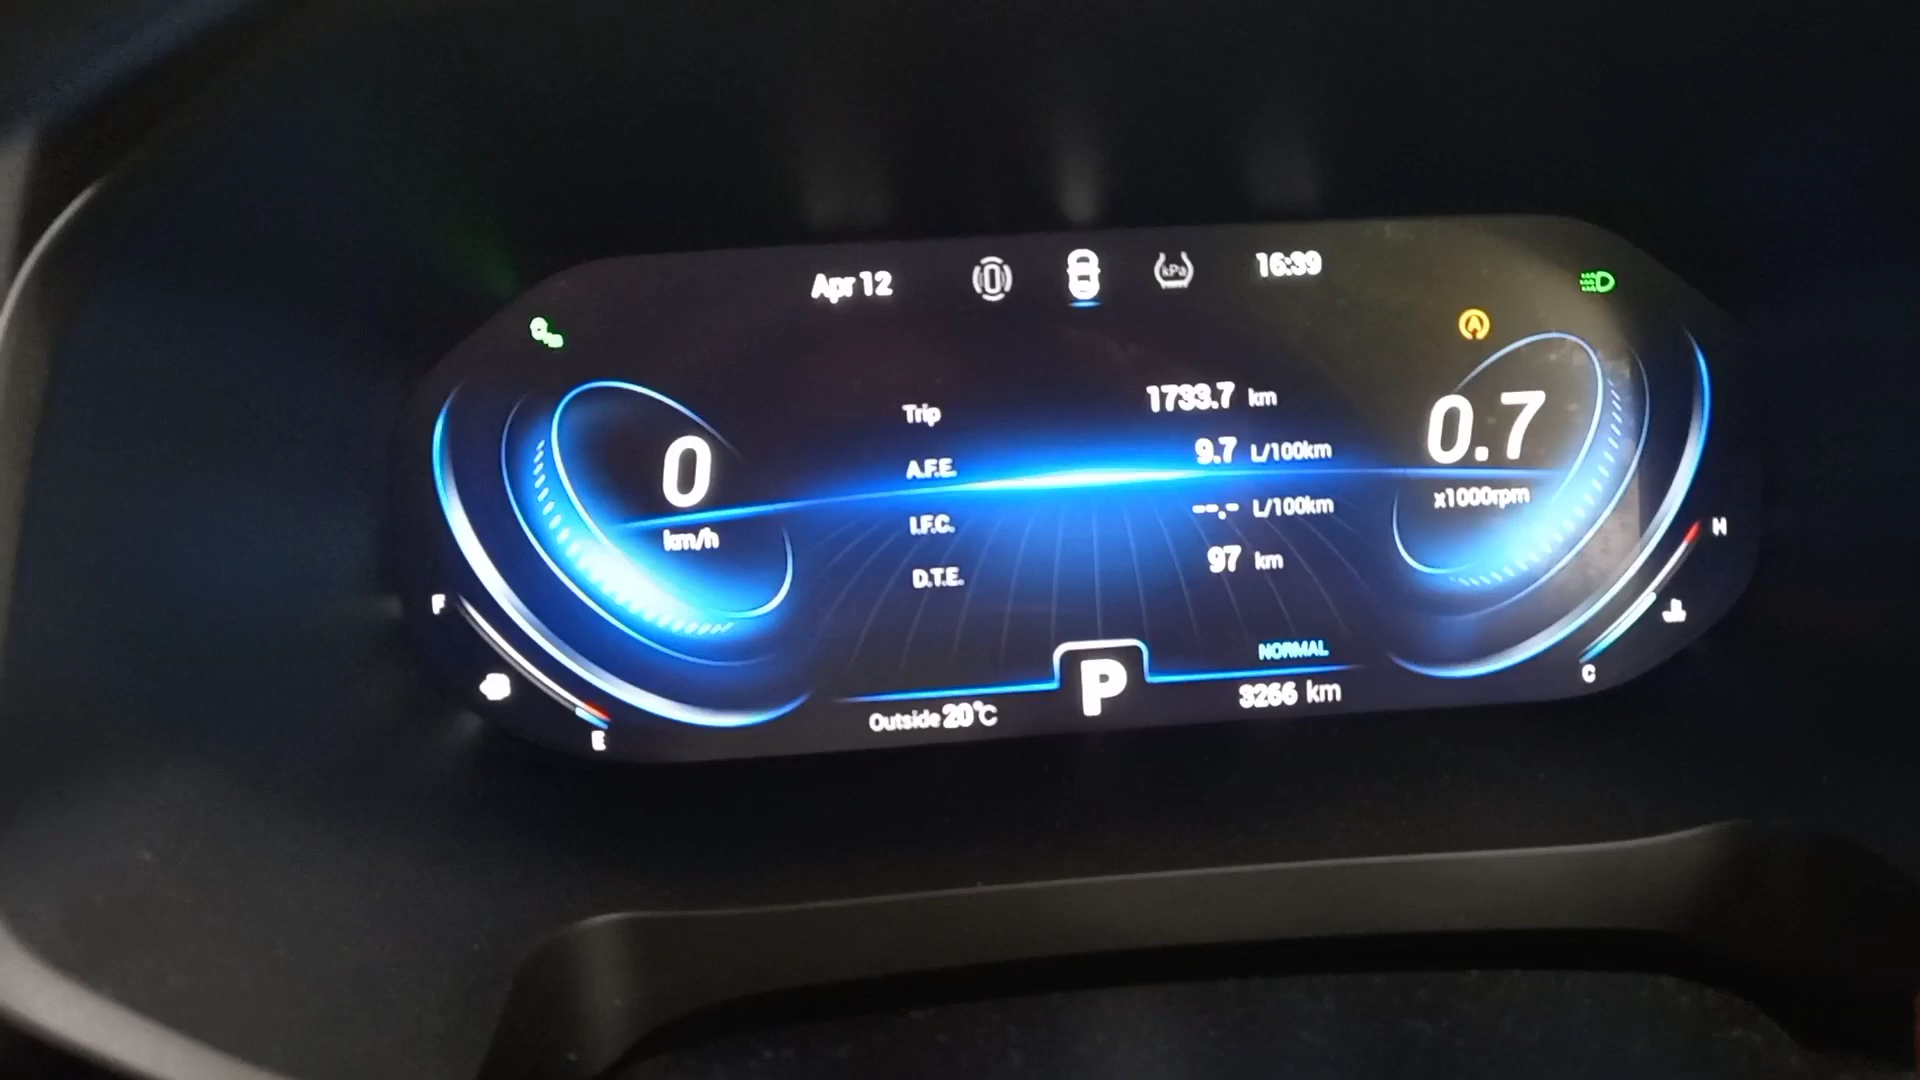 Apr 12
kPa
16:39
A
Trip 1733.7 km
A.F.E. 9.7 L/100km
I.F.C. --.- L/100km
D.T.E. 97 km
0
km/h
0.7
x1000rpm
F
E
H
C
NORMAL
P
Outside 20°C
3266 km